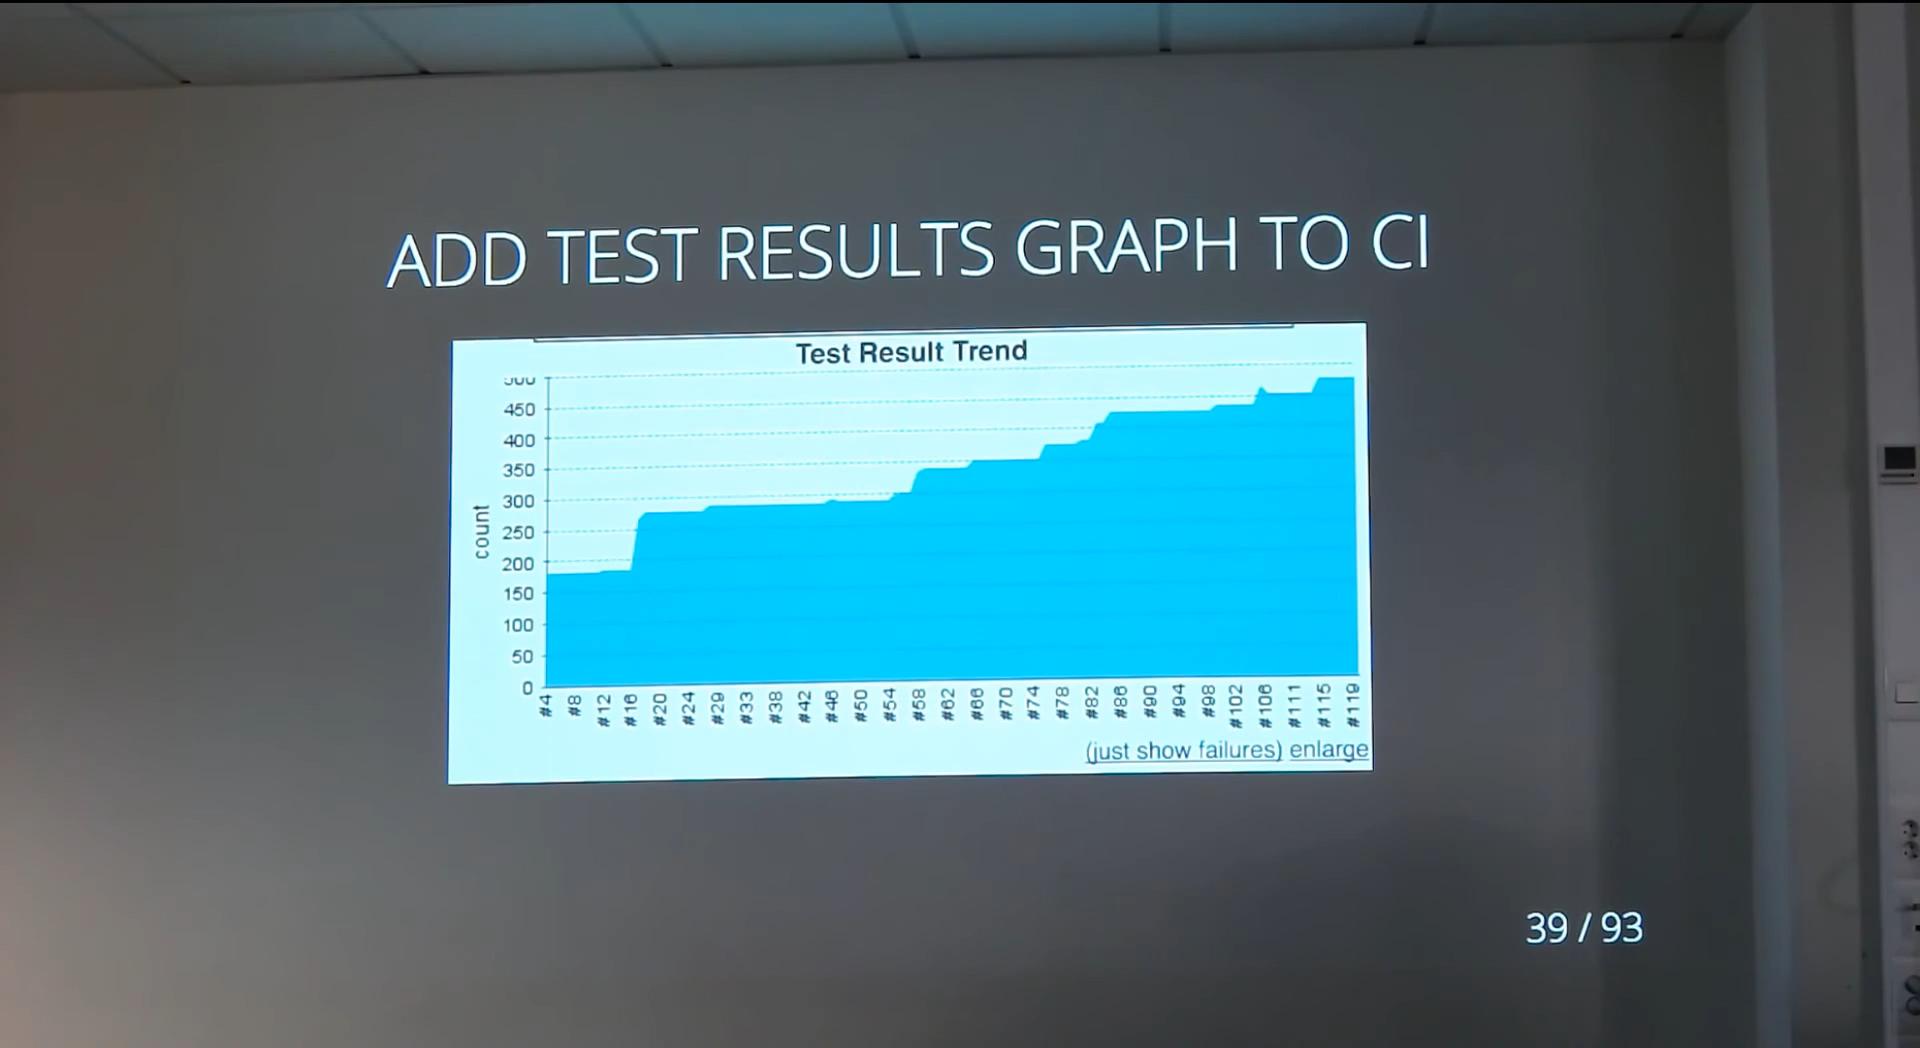 ADD TEST RESULTS GRAPH TO CI
Test Result Trend
500
450
400
350
300
250
200
150
100
50
0
count
#4 #8 #12 #16 #20 #24 #29 #33 #38 #42 #46 #50 #54 #58 #62 #66 #70 #74 #78 #82 #86 #90 #94 #98 #102 #106 #111 #115 #119
(just show failures) enlarge
39 / 93